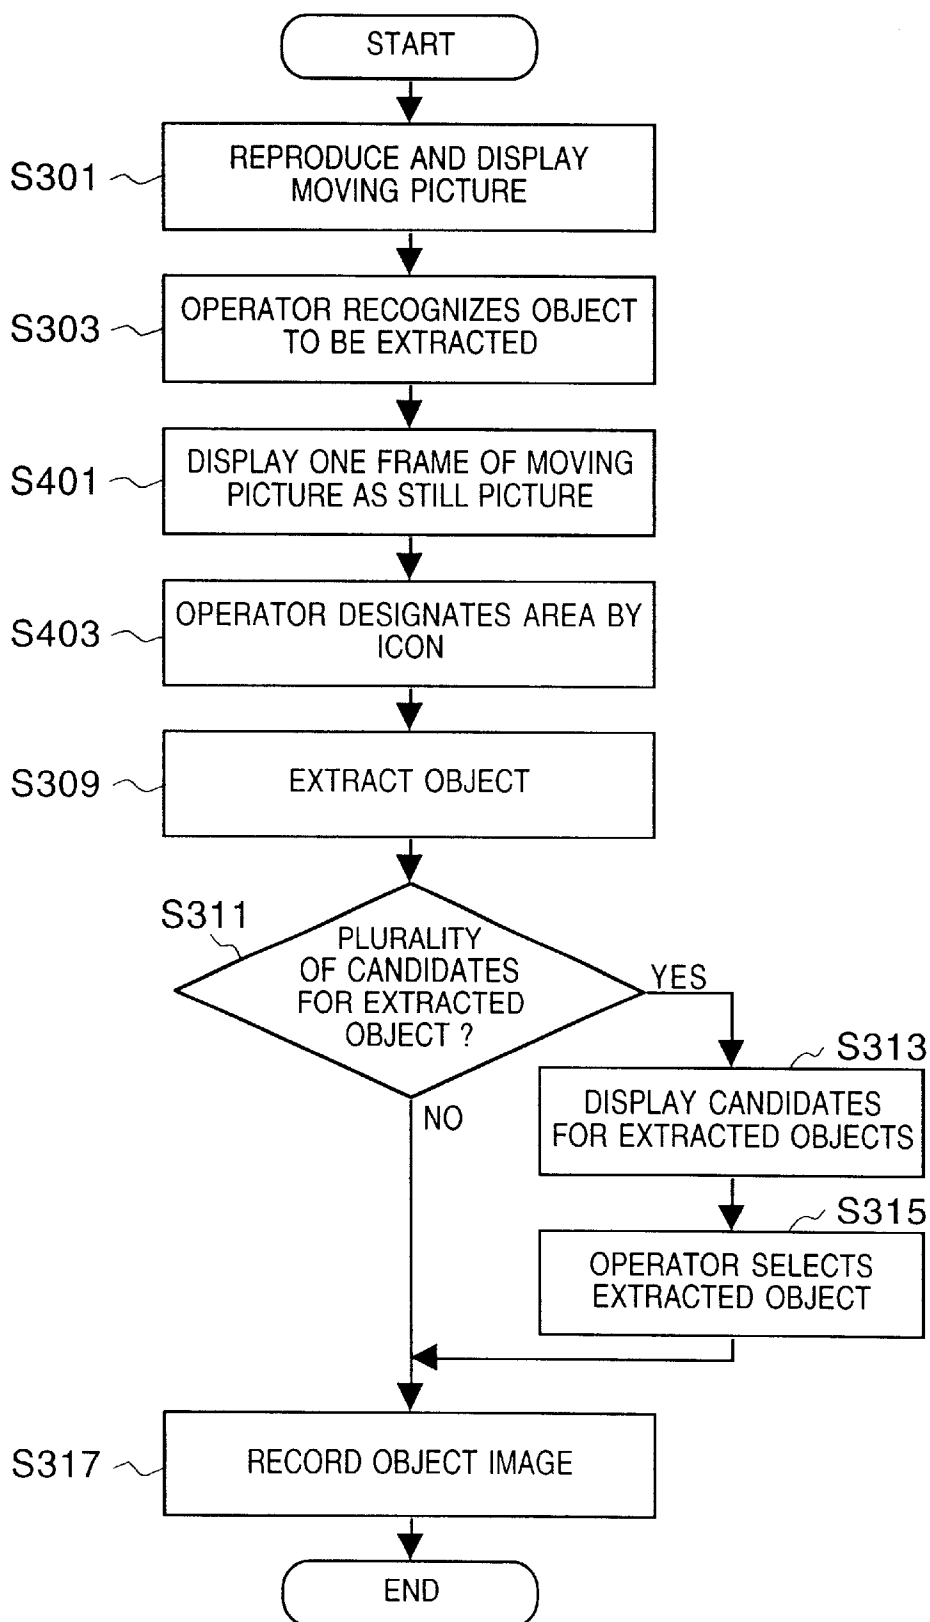 START
S301
REPRODUCE AND DISPLAY
MOVING PICTURE
S303
OPERATOR RECOGNIZES OBJECT
TO BE EXTRACTED
S401
DISPLAY ONE FRAME OF MOVING
PICTURE AS STILL PICTURE
S403
OPERATOR DESIGNATES AREA BY
ICON
S309
EXTRACT OBJECT
S311
PLURALITY
OF CANDIDATES
FOR EXTRACTED
OBJECT ?
YES
NO
S313
DISPLAY CANDIDATES
FOR EXTRACTED OBJECTS
S315
OPERATOR SELECTS
EXTRACTED OBJECT
S317
RECORD OBJECT IMAGE
END